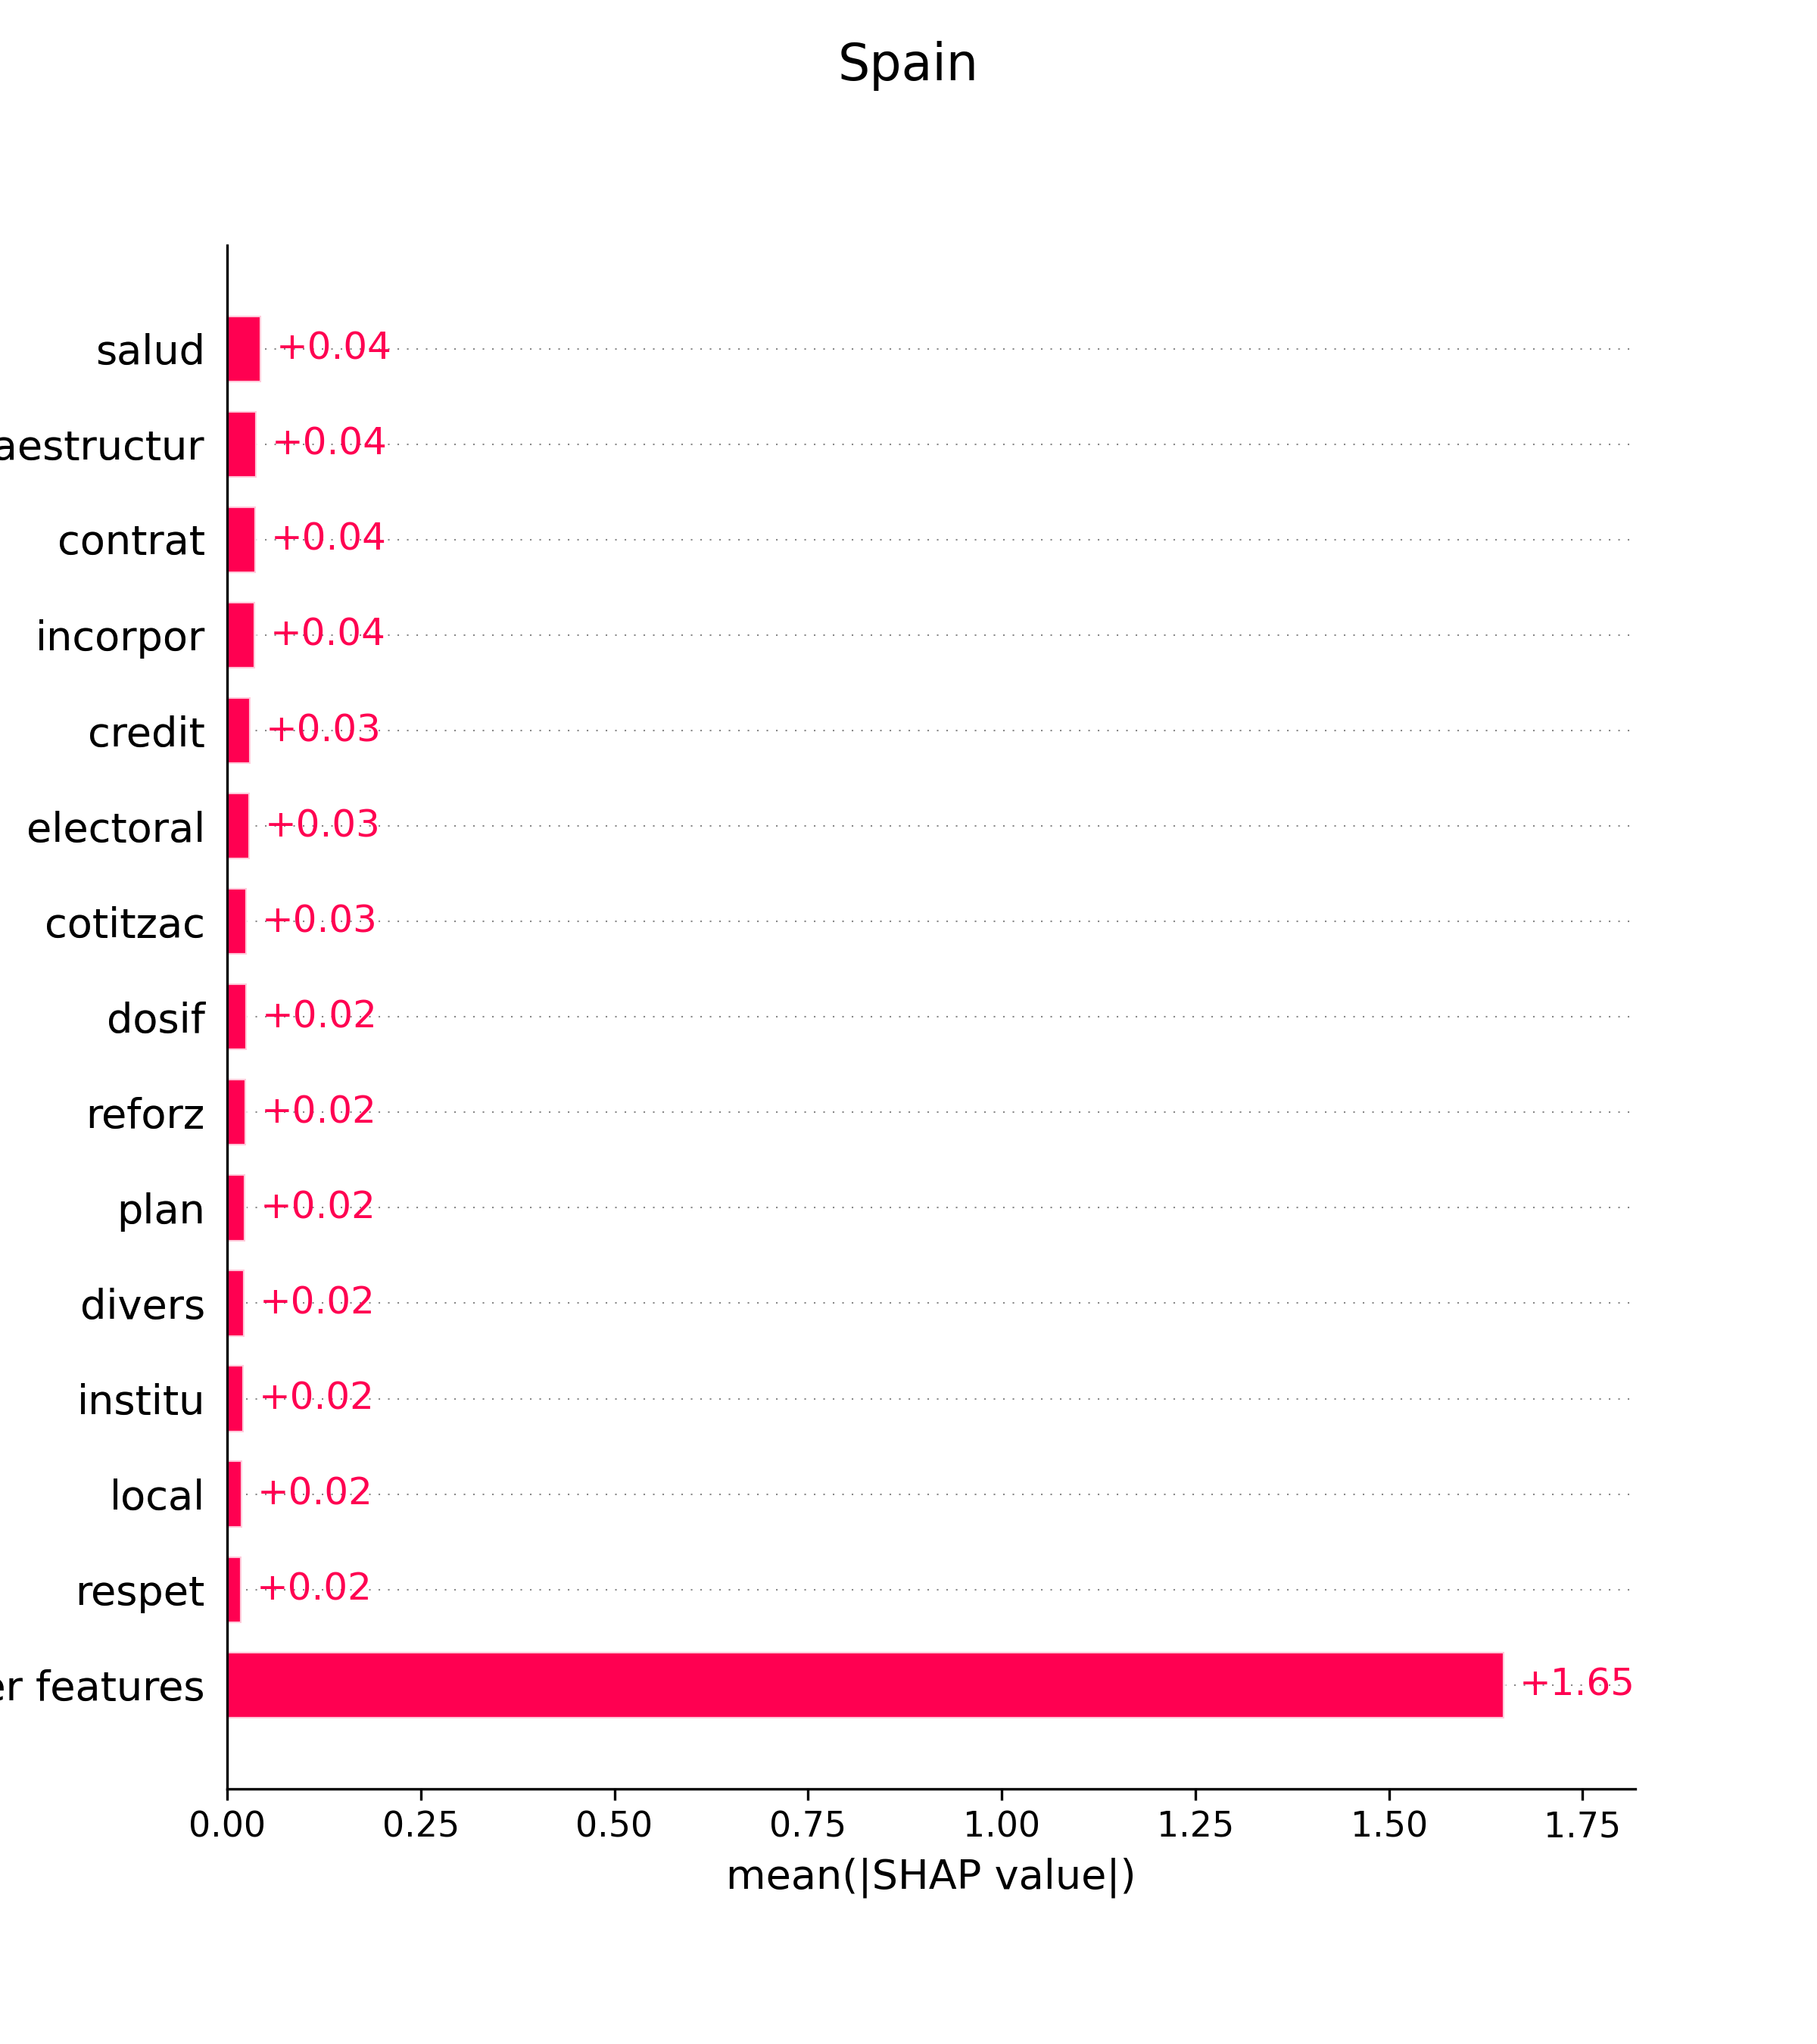 Spain
salud +0.04
aestructur +0.04
contrat +0.04
incorpor +0.04
credit +0.03
electoral +0.03
cotitzac +0.03
dosif +0.02
reforz +0.02
plan +0.02
divers +0.02
institu +0.02
local +0.02
respet +0.02
er features +1.65
0.00 0.25 0.50 0.75 1.00 1.25 1.50 1.75
mean(|SHAP value|)